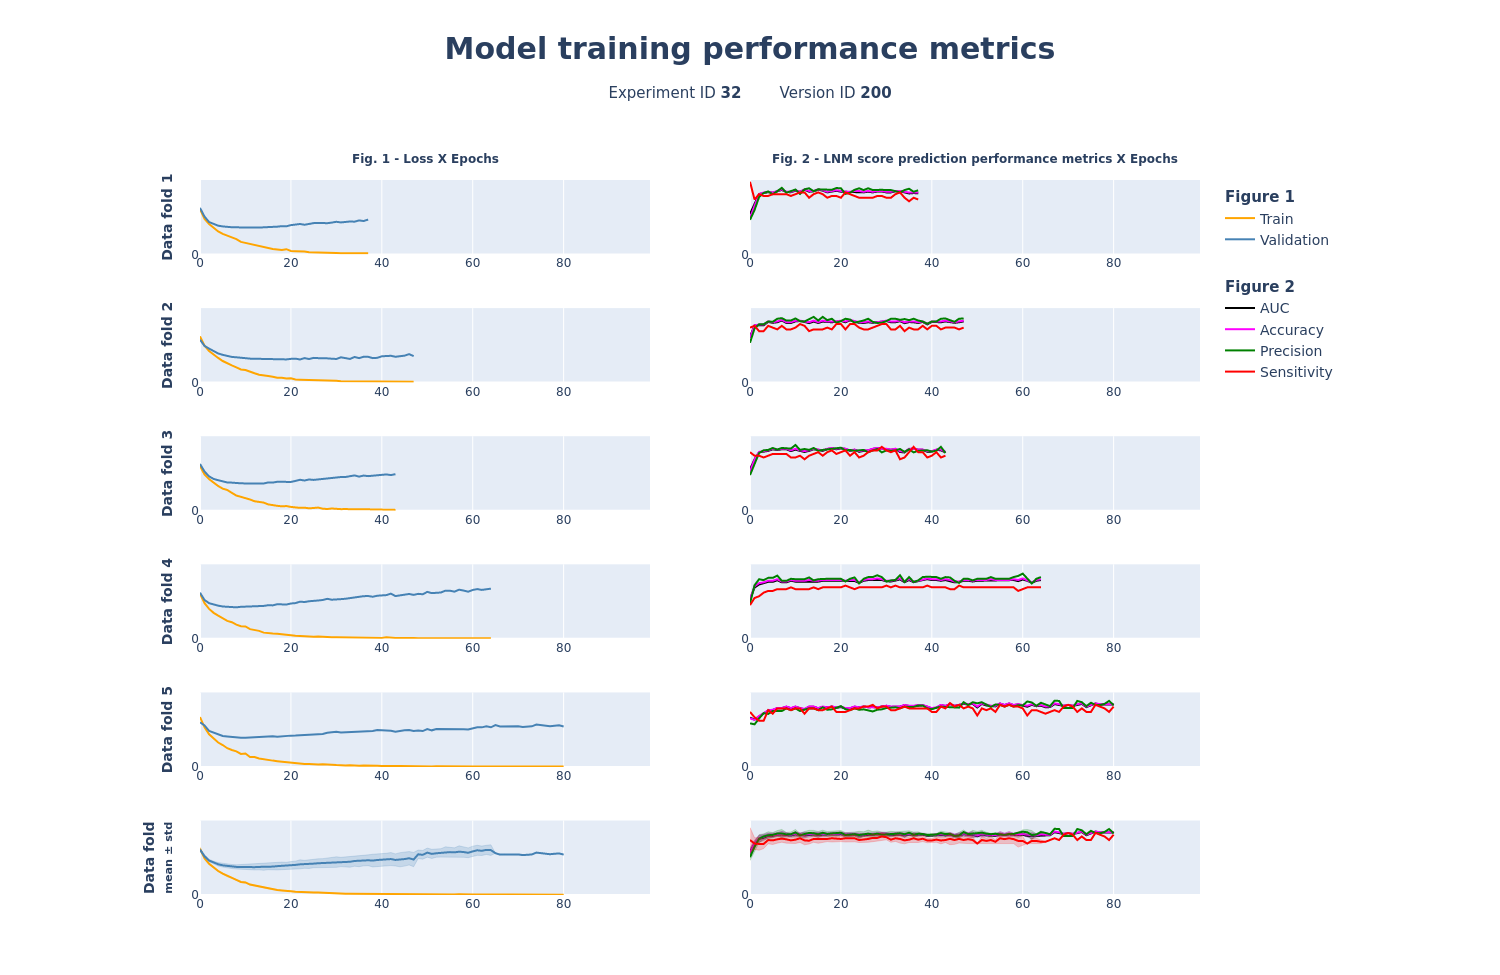 Model training performance metrics
Experiment ID 32 Version ID 200
Fig. 1 - Loss X Epochs
Fig. 2 - LNM score prediction performance metrics X Epochs
Data fold 1
0
0 20 40 60 80
0
0 20 40 60 80
Data fold 2
0
0 20 40 60 80
0
0 20 40 60 80
Data fold 3
0
0 20 40 60 80
0
0 20 40 60 80
Data fold 4
0
0 20 40 60 80
0
0 20 40 60 80
Data fold 5
0
0 20 40 60 80
0
0 20 40 60 80
Data fold
mean ± std
0
0 20 40 60 80
0
0 20 40 60 80
Figure 1
Train
Validation
Figure 2
AUC
Accuracy
Precision
Sensitivity